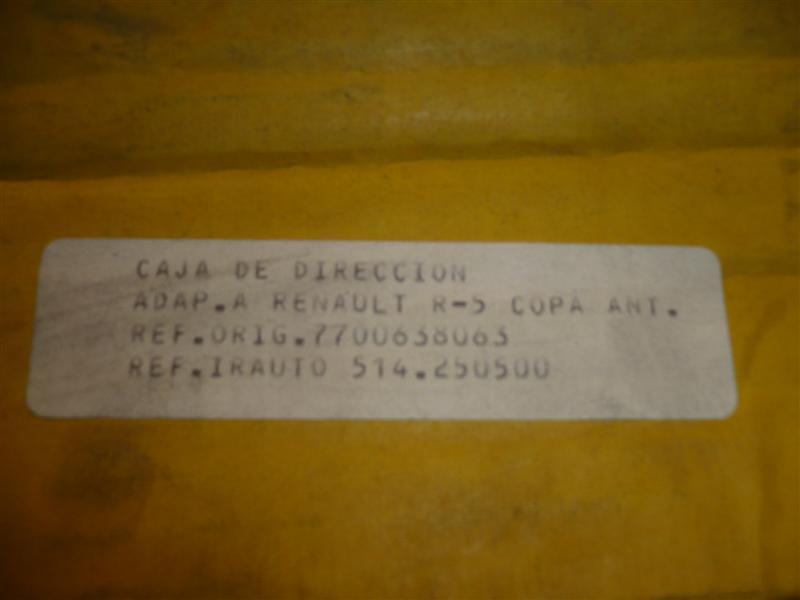 CAJA DE DIRECCION
ADAP.A RENAULT R-5 COPA ANT.
REF.ORIG.7700638063
REF.IRAUTO 514.250500